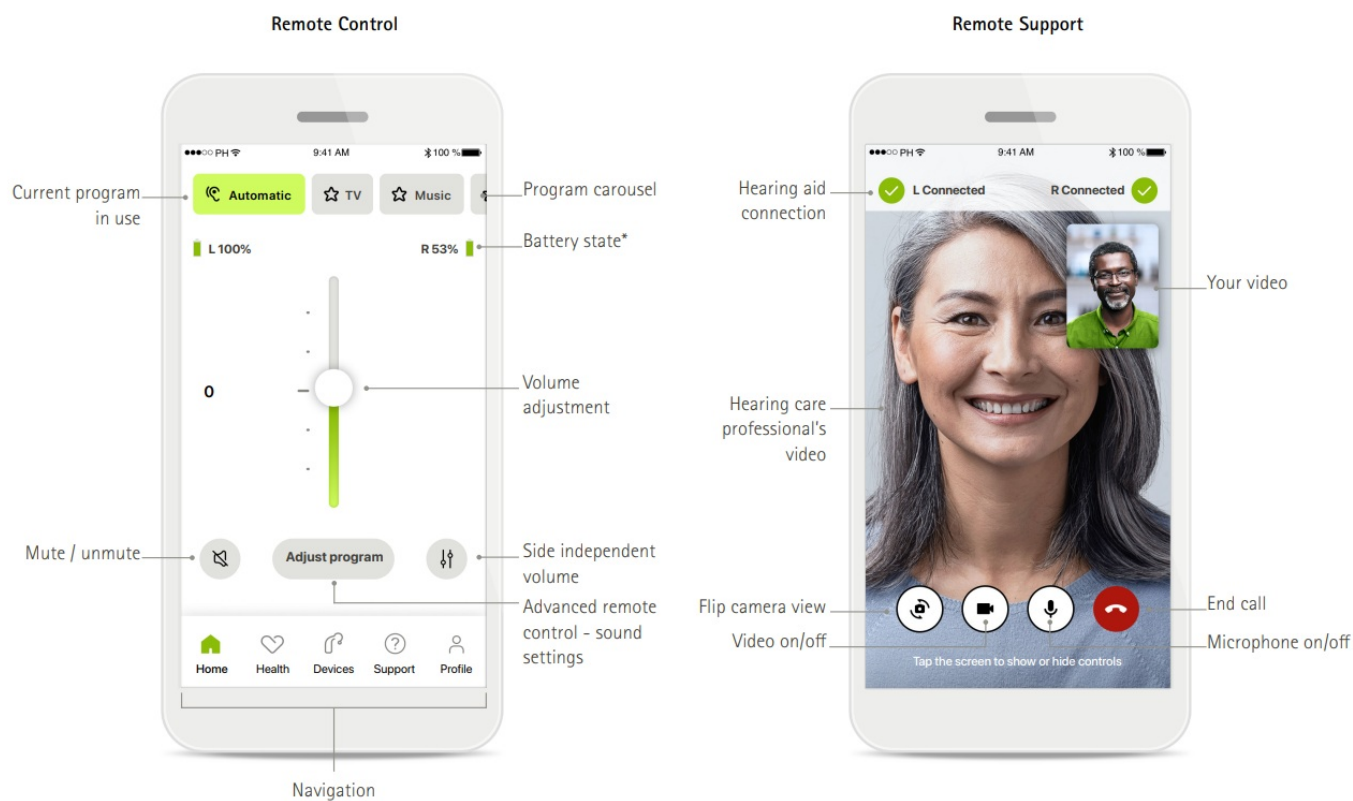 Remote Control
PH 9:41 AM 100 %
Automatic TV Music
L 100% R 53%
0
Adjust program
Home Health Devices Support Profile
Current program
in use
Mute / unmute
Program carousel
Battery state*
Volume
adjustment
Side independent
volume
Advanced remote
control - sound
settings
Navigation
Remote Support
PH 9:41 AM 100 %
L Connected R Connected
Tap the screen to show or hide controls
Hearing aid
connection
Hearing care
professional's
video
Flip camera view
Video on/off
Your video
End call
Microphone on/off